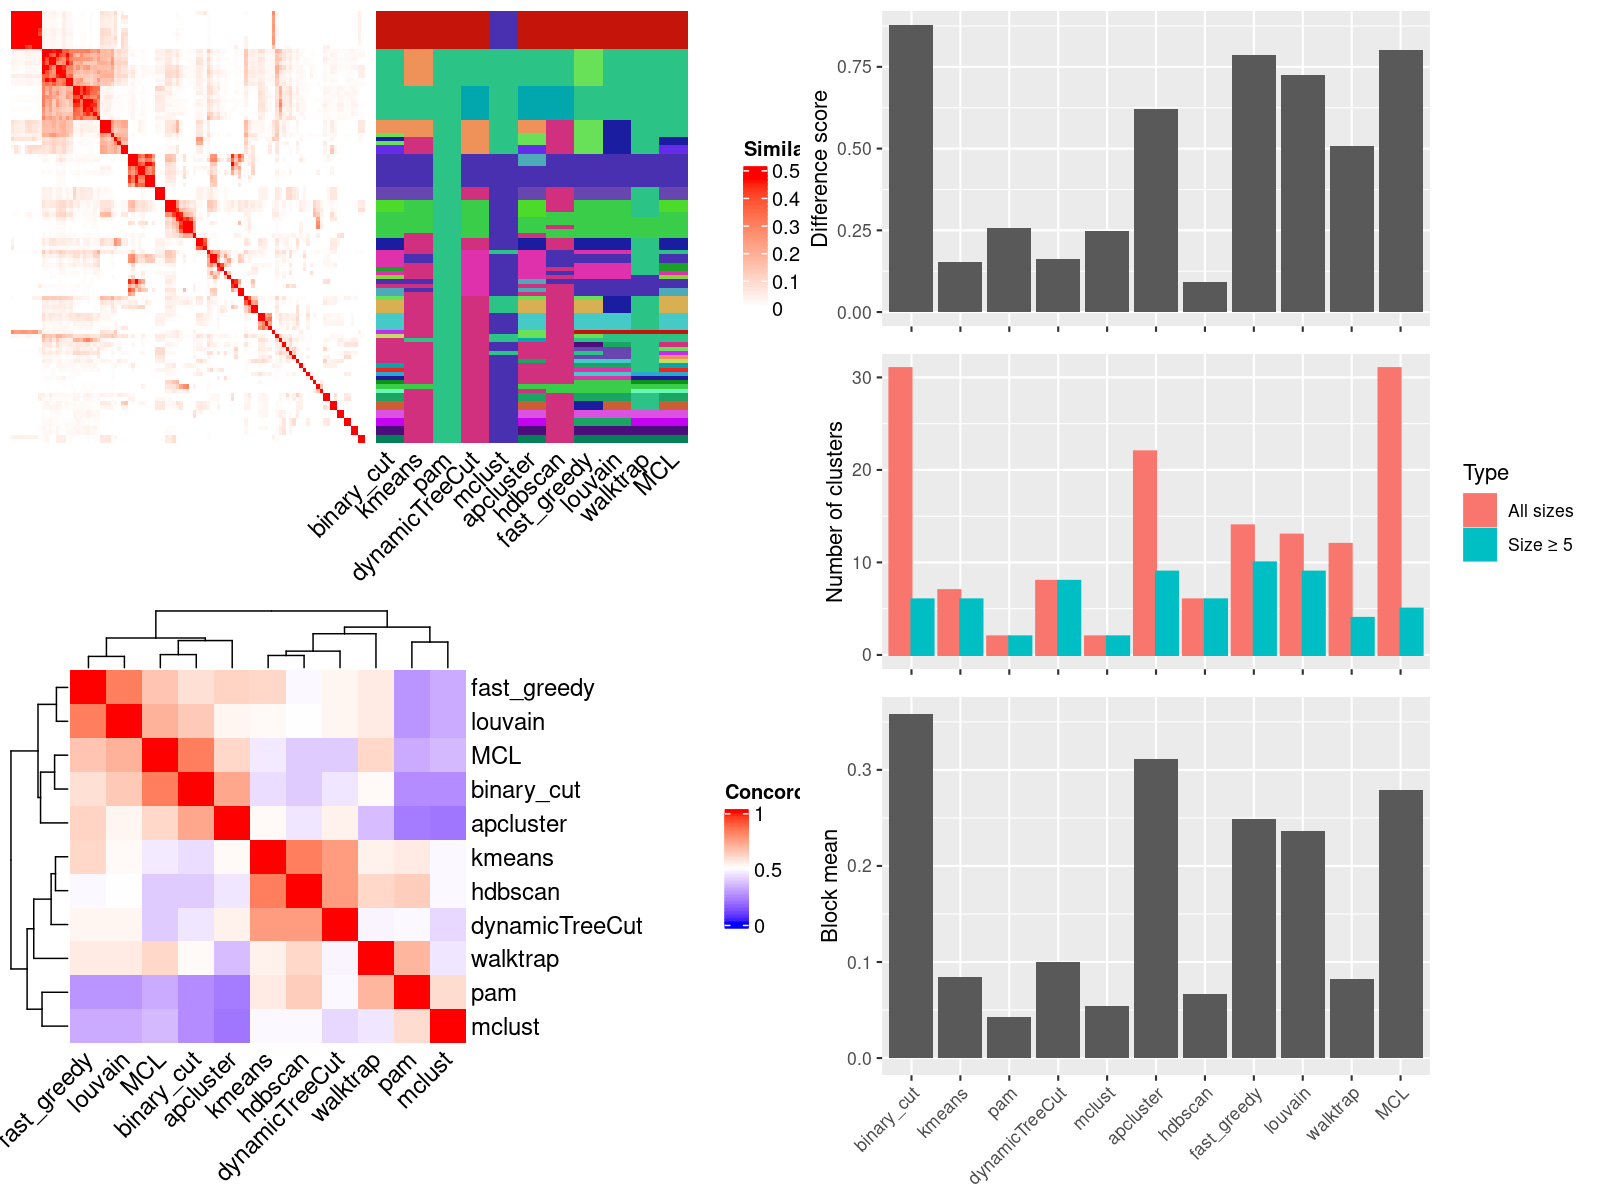 Simila
0.5
0.4
0.3
0.2
0.1
0
binary_cut
kmeans
pam
dynamicTreeCut
mclust
apcluster
hdbscan
fast_greedy
louvain
walktrap
MCL
fast_greedy
louvain
MCL
binary_cut
apcluster
kmeans
hdbscan
dynamicTreeCut
walktrap
pam
mclust
Concord
1
0.5
0
fast_greedy
louvain
MCL
binary_cut
apcluster
kmeans
hdbscan
dynamicTreeCut
walktrap
pam
mclust
Difference score
0.75
0.50
0.25
0.00
Number of clusters
30
20
10
0
Type
All sizes
Size ≥ 5
Block mean
0.3
0.2
0.1
0.0
binary_cut
kmeans
pam
dynamicTreeCut
mclust
apcluster
hdbscan
fast_greedy
louvain
walktrap
MCL